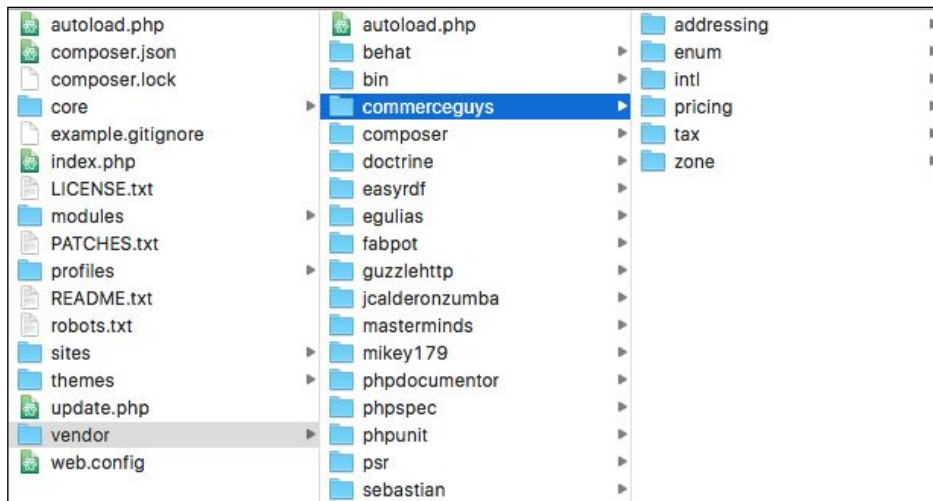 autoload.php
composer.json
composer.lock
core
example.gitignore
index.php
LICENSE.txt
modules
PATCHES.txt
profiles
README.txt
robots.txt
sites
themes
update.php
vendor
web.config
autoload.php
behat
bin
commerceguys
composer
doctrine
easyrdf
egulias
fabpot
guzzlehttp
jcalderonzumba
masterminds
mikey179
phpdocumentor
phpspec
phpunit
psr
sebastian
addressing
enum
intl
pricing
tax
zone